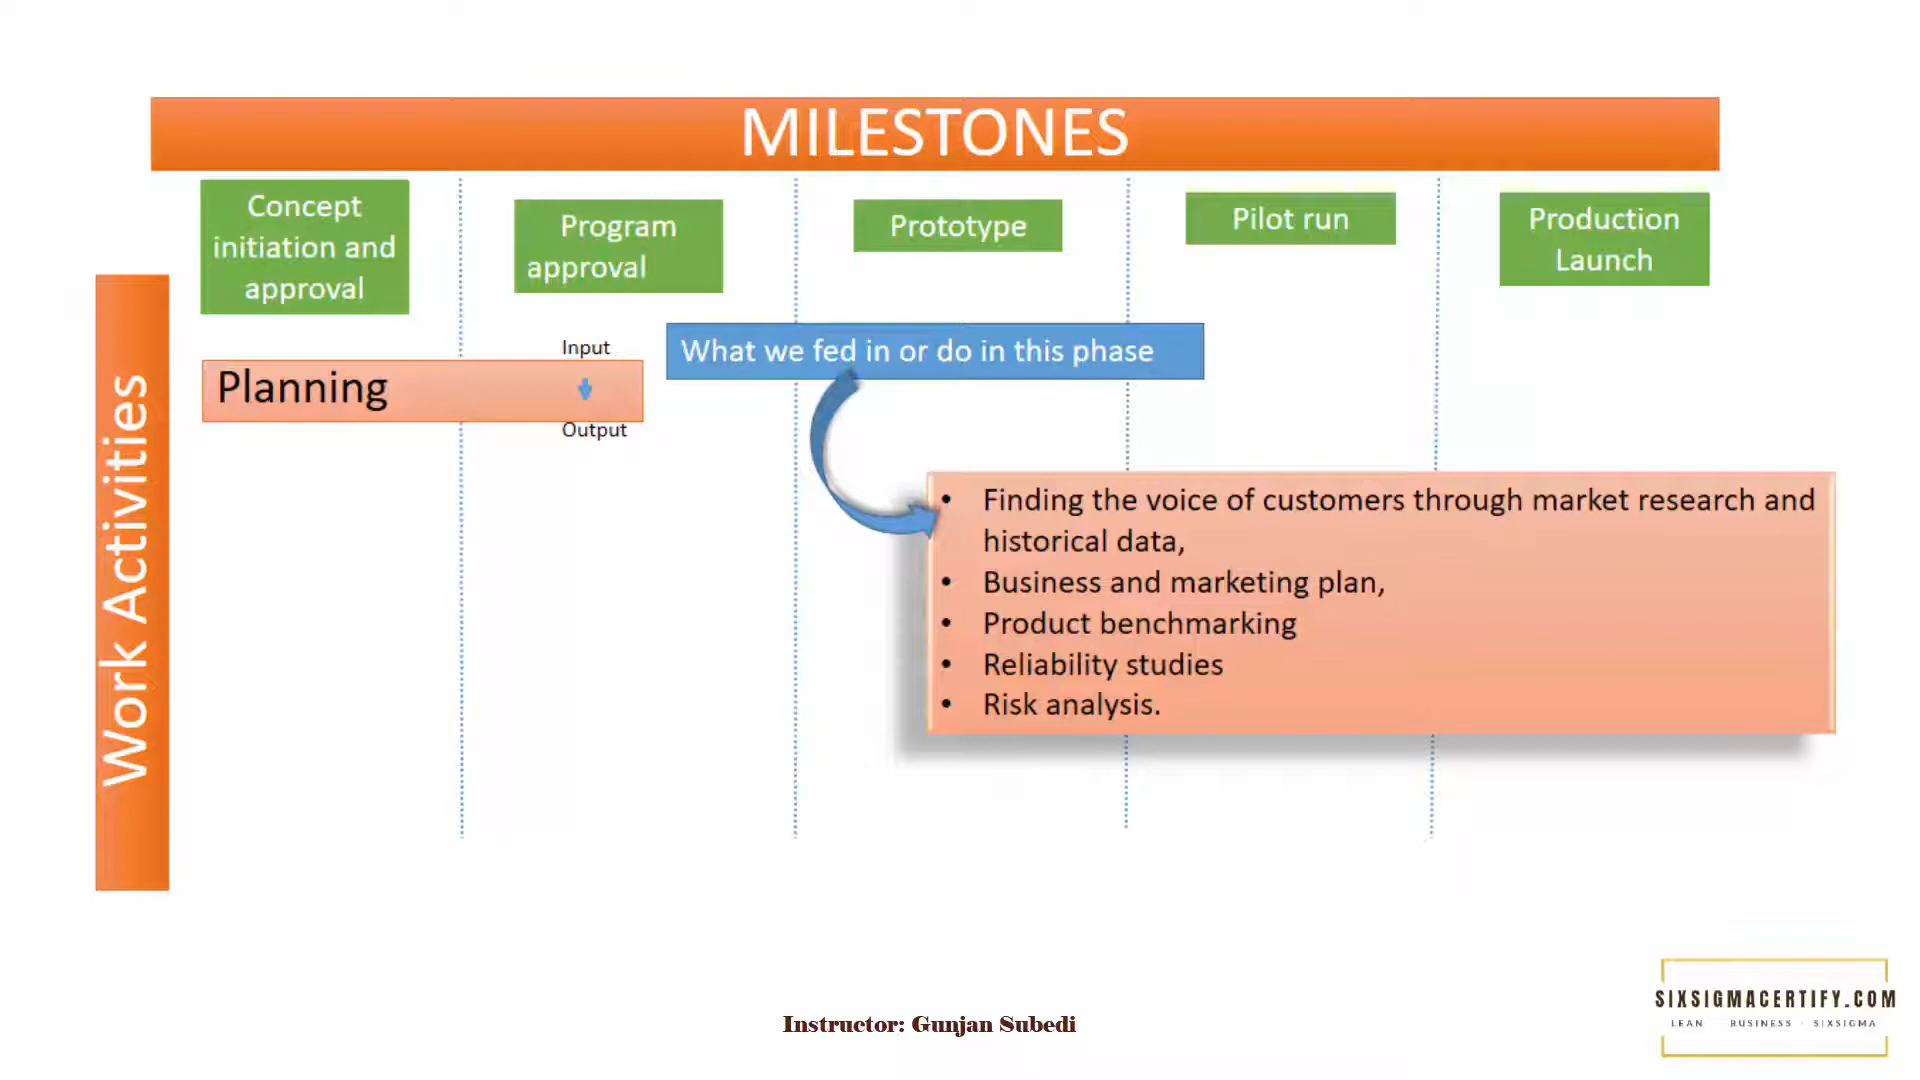 MILESTONES
Concept
initiation and
approval
Program
approval
Prototype
Pilot run
Production
Launch
Work Activities
Input
Planning
Output
What we fed in or do in this phase
• Finding the voice of customers through market research and
historical data,
• Business and marketing plan,
• Product benchmarking
• Reliability studies
• Risk analysis.
Instructor: Gunjan Subedi
SIXSIGMACERTIFY.COM
LEAN · BUSINESS · SIXSIGMA